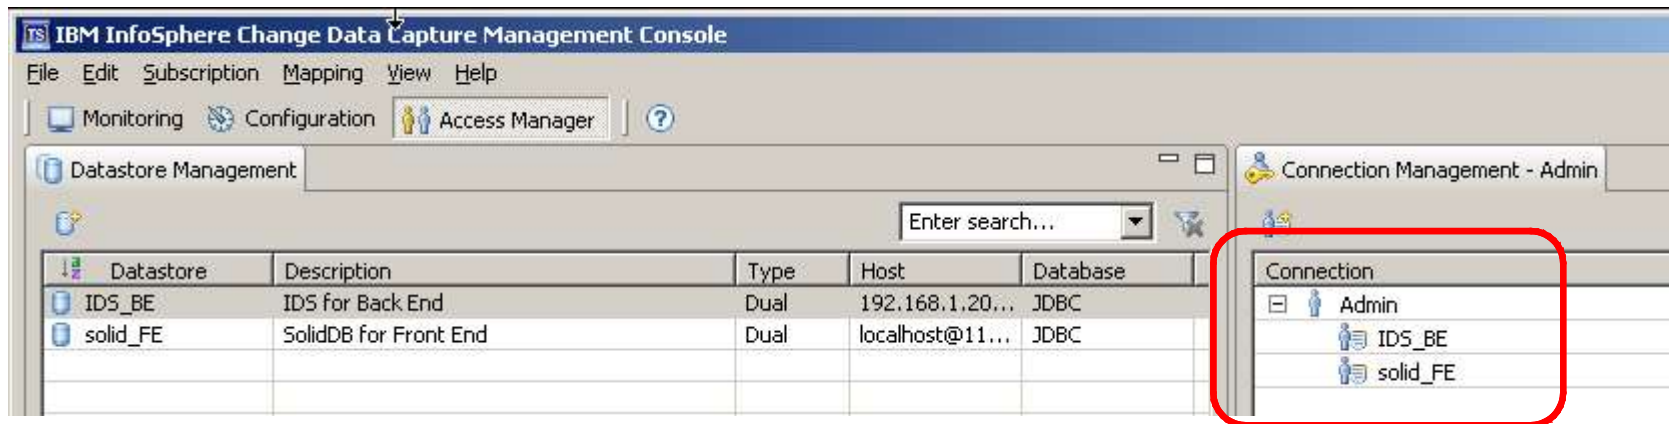 TS IBM InfoSphere Change Data Capture Management Console
File Edit Subscription Mapping View Help
Monitoring Configuration Access Manager ?
Datastore Management
Connection Management - Admin
Enter search...
Datastore Description Type Host Database
IDS_BE IDS for Back End Dual 192.168.1.20... JDBC
solid_FE SolidDB for Front End Dual localhost@11... JDBC
Connection
Admin
IDS_BE
solid_FE